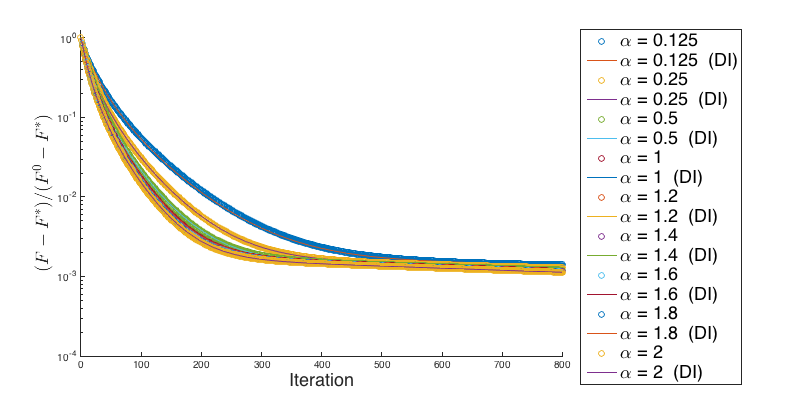 10^0
10^-1
10^-2
10^-3
10^-4
(F − F*)/(F^0 − F*)
0 100 200 300 400 500 600 700 800
Iteration
α = 0.125
α = 0.125 (DI)
α = 0.25
α = 0.25 (DI)
α = 0.5
α = 0.5 (DI)
α = 1
α = 1 (DI)
α = 1.2
α = 1.2 (DI)
α = 1.4
α = 1.4 (DI)
α = 1.6
α = 1.6 (DI)
α = 1.8
α = 1.8 (DI)
α = 2
α = 2 (DI)